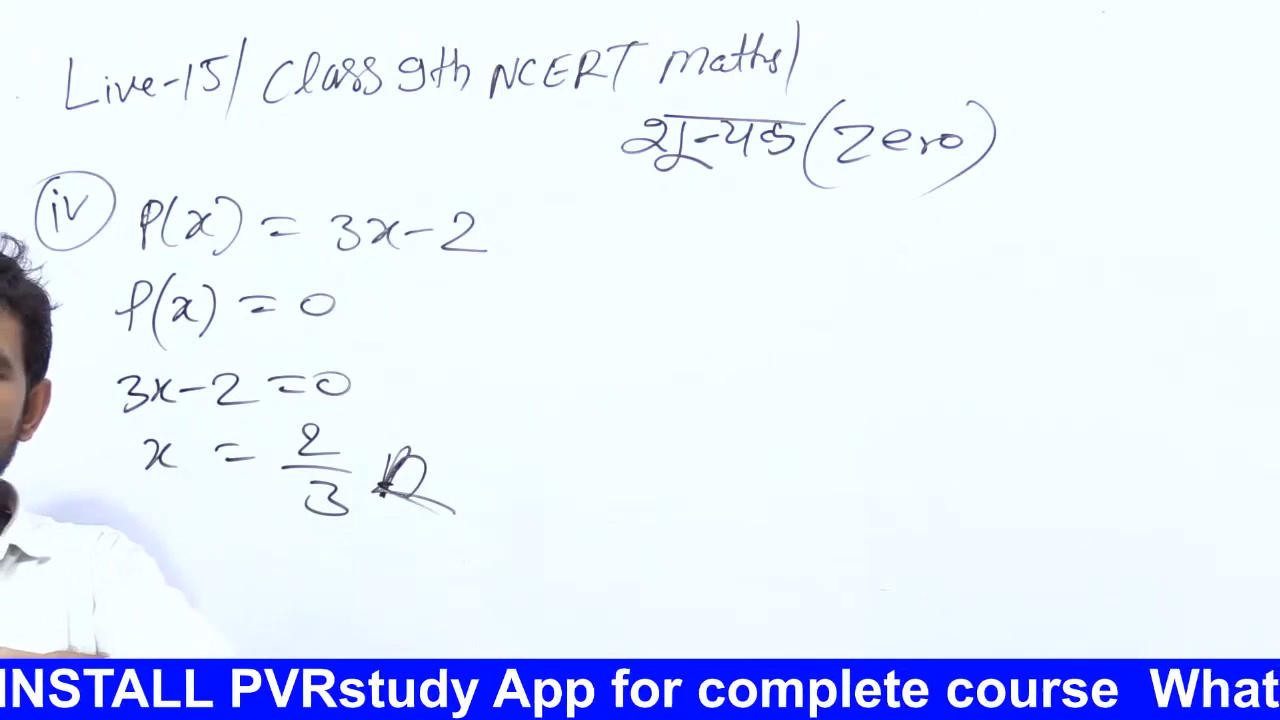 Live-15/ Class 9th NCERT Maths/
शून्यक (Zero)
iv P(x) = 3x-2
P(x) = 0
3x-2 = 0
x = 2/3
INSTALL PVRstudy App for complete course What